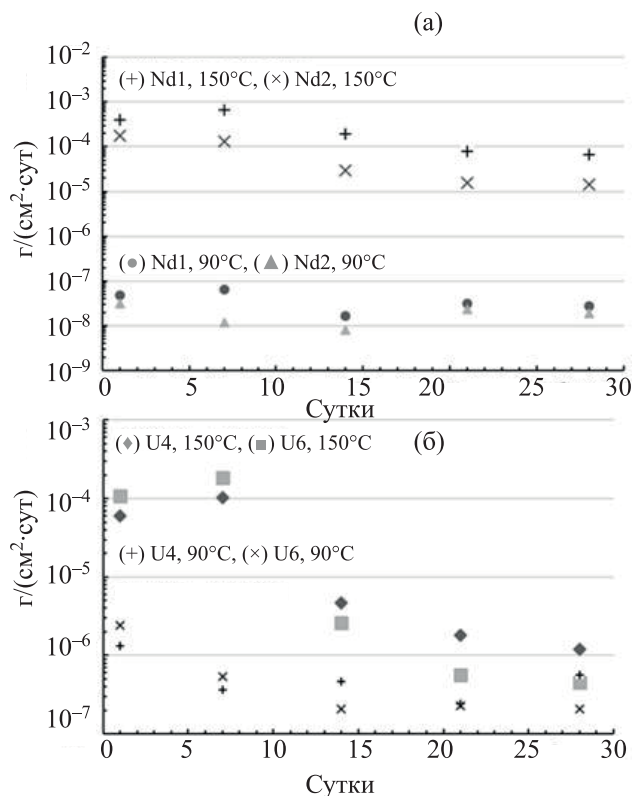 (а)
10⁻²
(+) Nd1, 150°C, (×) Nd2, 150°C
10⁻³
10⁻⁴
10⁻⁵
г/(см²·сут)
10⁻⁶
(●) Nd1, 90°C, (▲) Nd2, 90°C
10⁻⁷
10⁻⁸
10⁻⁹
0 5 10 15 20 25 30
Сутки
10⁻³
(♦) U4, 150°C, (■) U6, 150°C (б)
10⁻⁴
г/(см²·сут)
(+) U4, 90°C, (×) U6, 90°C
10⁻⁵
10⁻⁶
10⁻⁷
0 5 10 15 20 25 30
Сутки